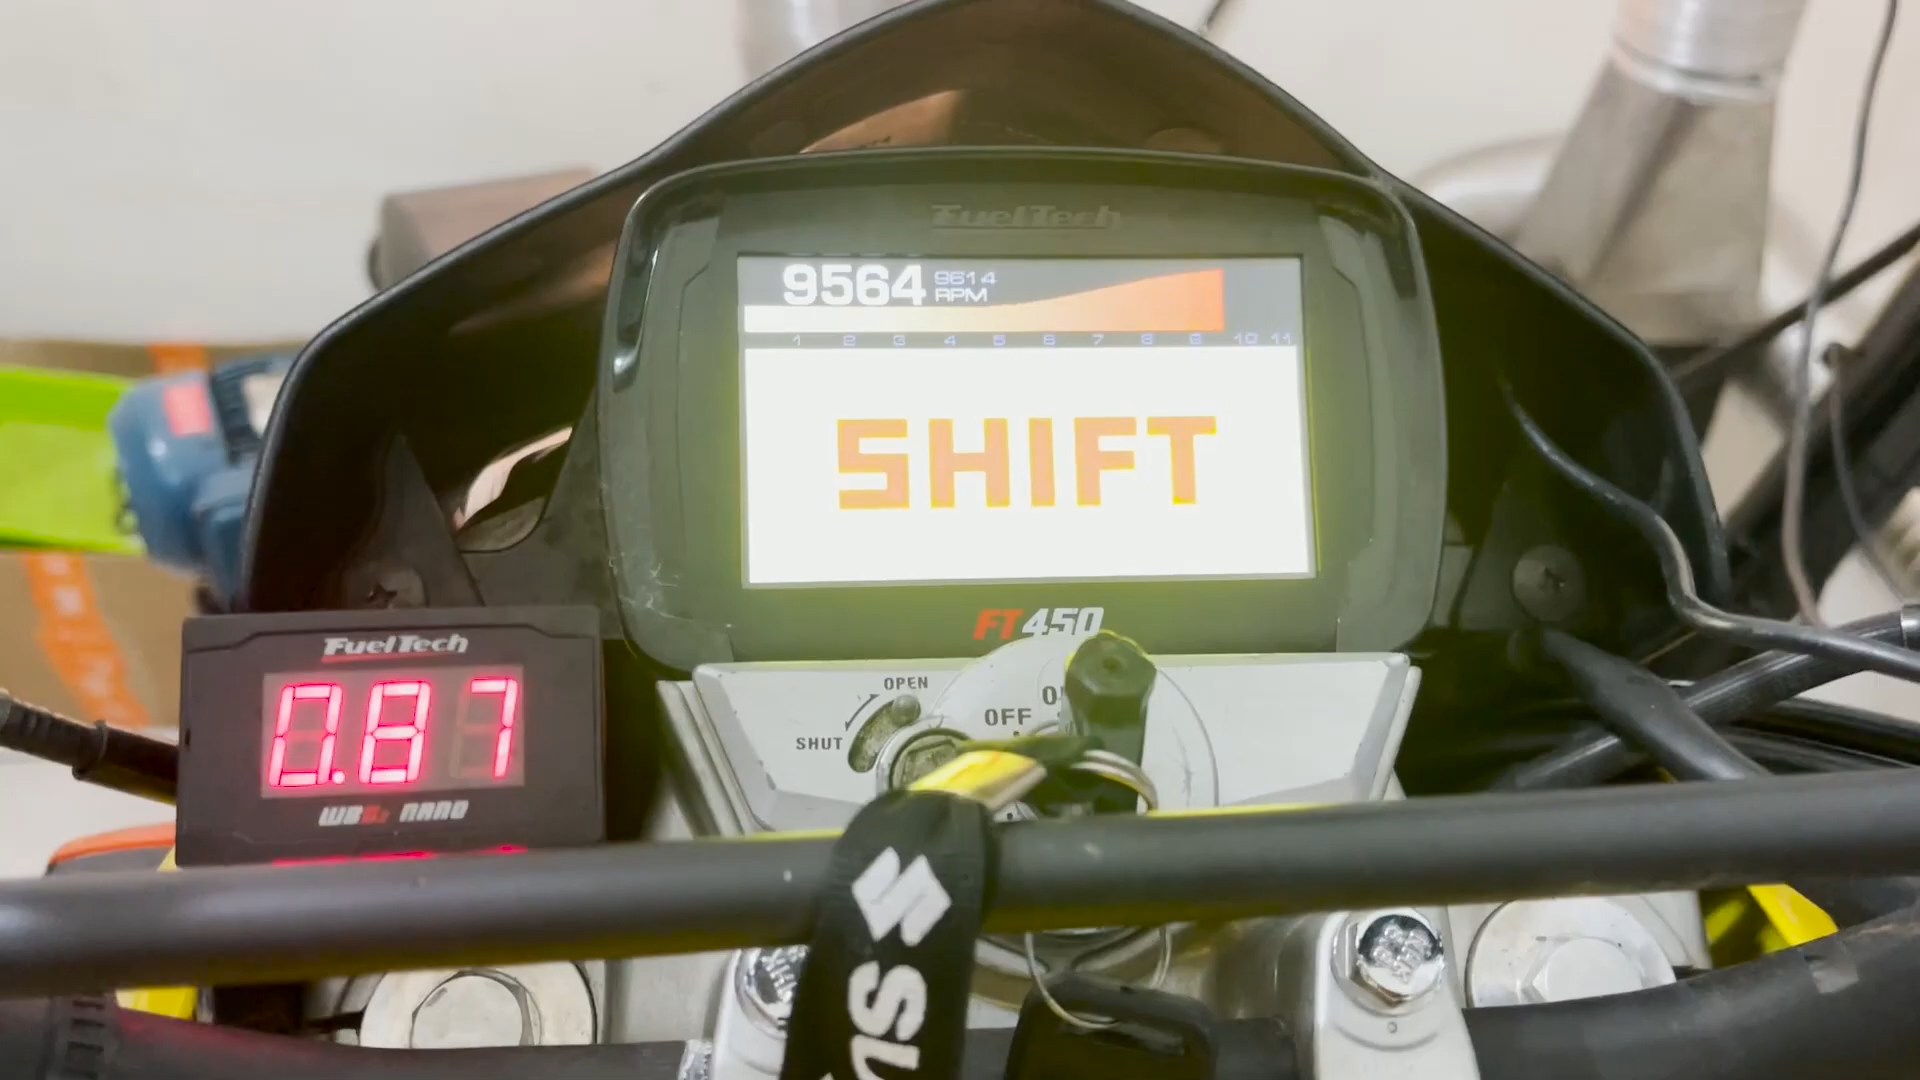 FuelTech
9564 9614
RPM
1 2 3 4 5 6 7 8 9 10 11
SHIFT
FT450
FuelTech
0.87
WBO2 NANO
OPEN
OFF
SHUT